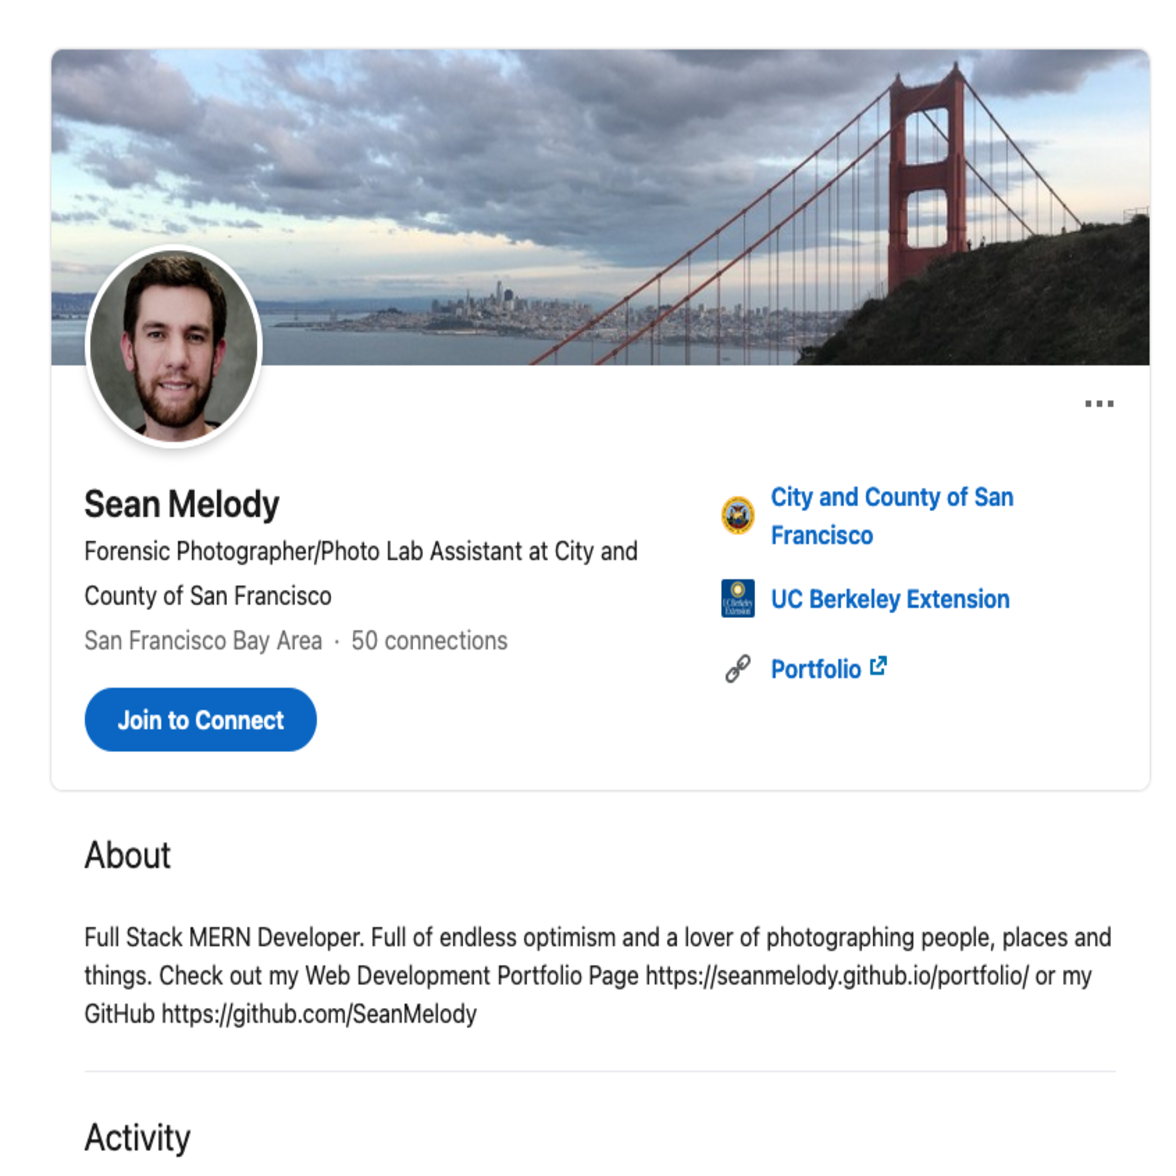 Sean Melody
Forensic Photographer/Photo Lab Assistant at City and
County of San Francisco
San Francisco Bay Area · 50 connections
Join to Connect
City and County of San
Francisco
UC Berkeley Extension
Portfolio
About
Full Stack MERN Developer. Full of endless optimism and a lover of photographing people, places and
things. Check out my Web Development Portfolio Page https://seanmelody.github.io/portfolio/ or my
GitHub https://github.com/SeanMelody
Activity